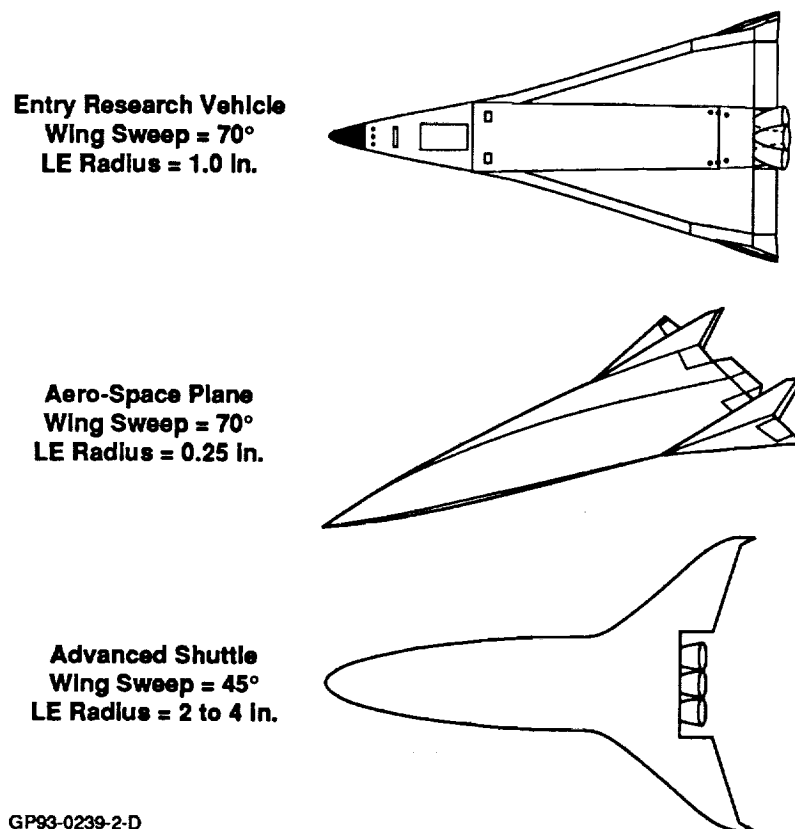 Entry Research Vehicle
Wing Sweep = 70°
LE Radius = 1.0 in.
Aero-Space Plane
Wing Sweep = 70°
LE Radius = 0.25 in.
Advanced Shuttle
Wing Sweep = 45°
LE Radius = 2 to 4 in.
GP93-0239-2-D